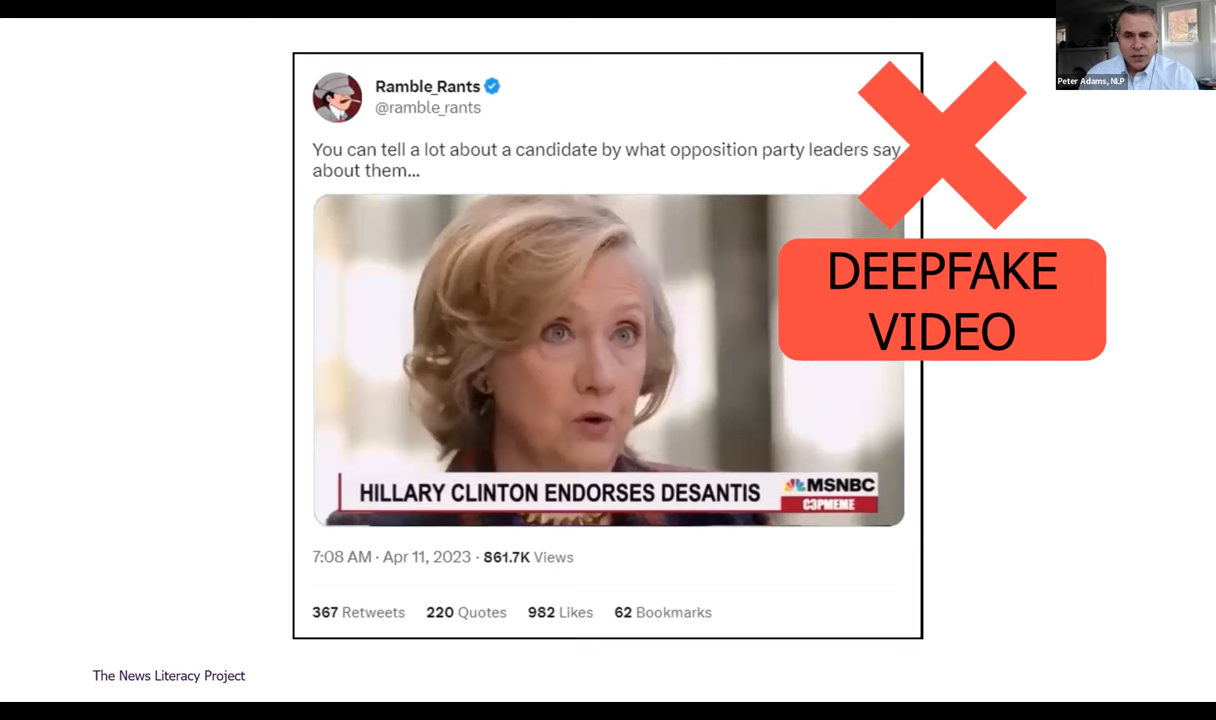 Peter Adams, NLP
Ramble_Rants
@ramble_rants
You can tell a lot about a candidate by what opposition party leaders say
about them...
DEEPFAKE
VIDEO
HILLARY CLINTON ENDORSES DESANTIS
MSNBC
C3PMEME
7:08 AM · Apr 11, 2023 · 861.7K Views
367 Retweets 220 Quotes 982 Likes 62 Bookmarks
The News Literacy Project